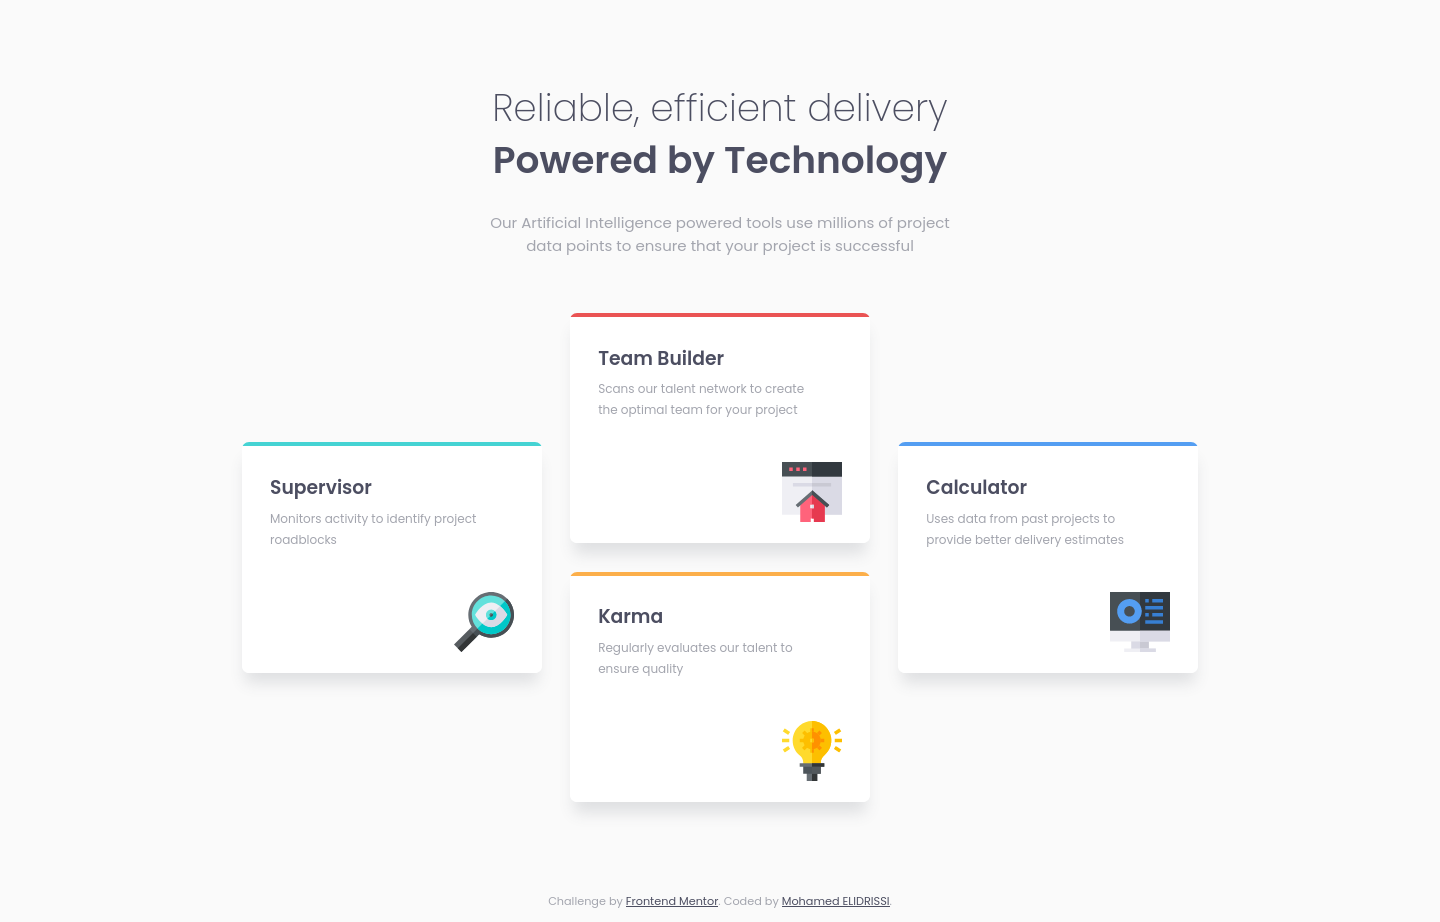 Reliable, efficient delivery
Powered by Technology
Our Artificial Intelligence powered tools use millions of project
data points to ensure that your project is successful
Team Builder
Scans our talent network to create
the optimal team for your project
Supervisor
Monitors activity to identify project
roadblocks
Calculator
Uses data from past projects to
provide better delivery estimates
Karma
Regularly evaluates our talent to
ensure quality
Challenge by Frontend Mentor. Coded by Mohamed ELIDRISSI.